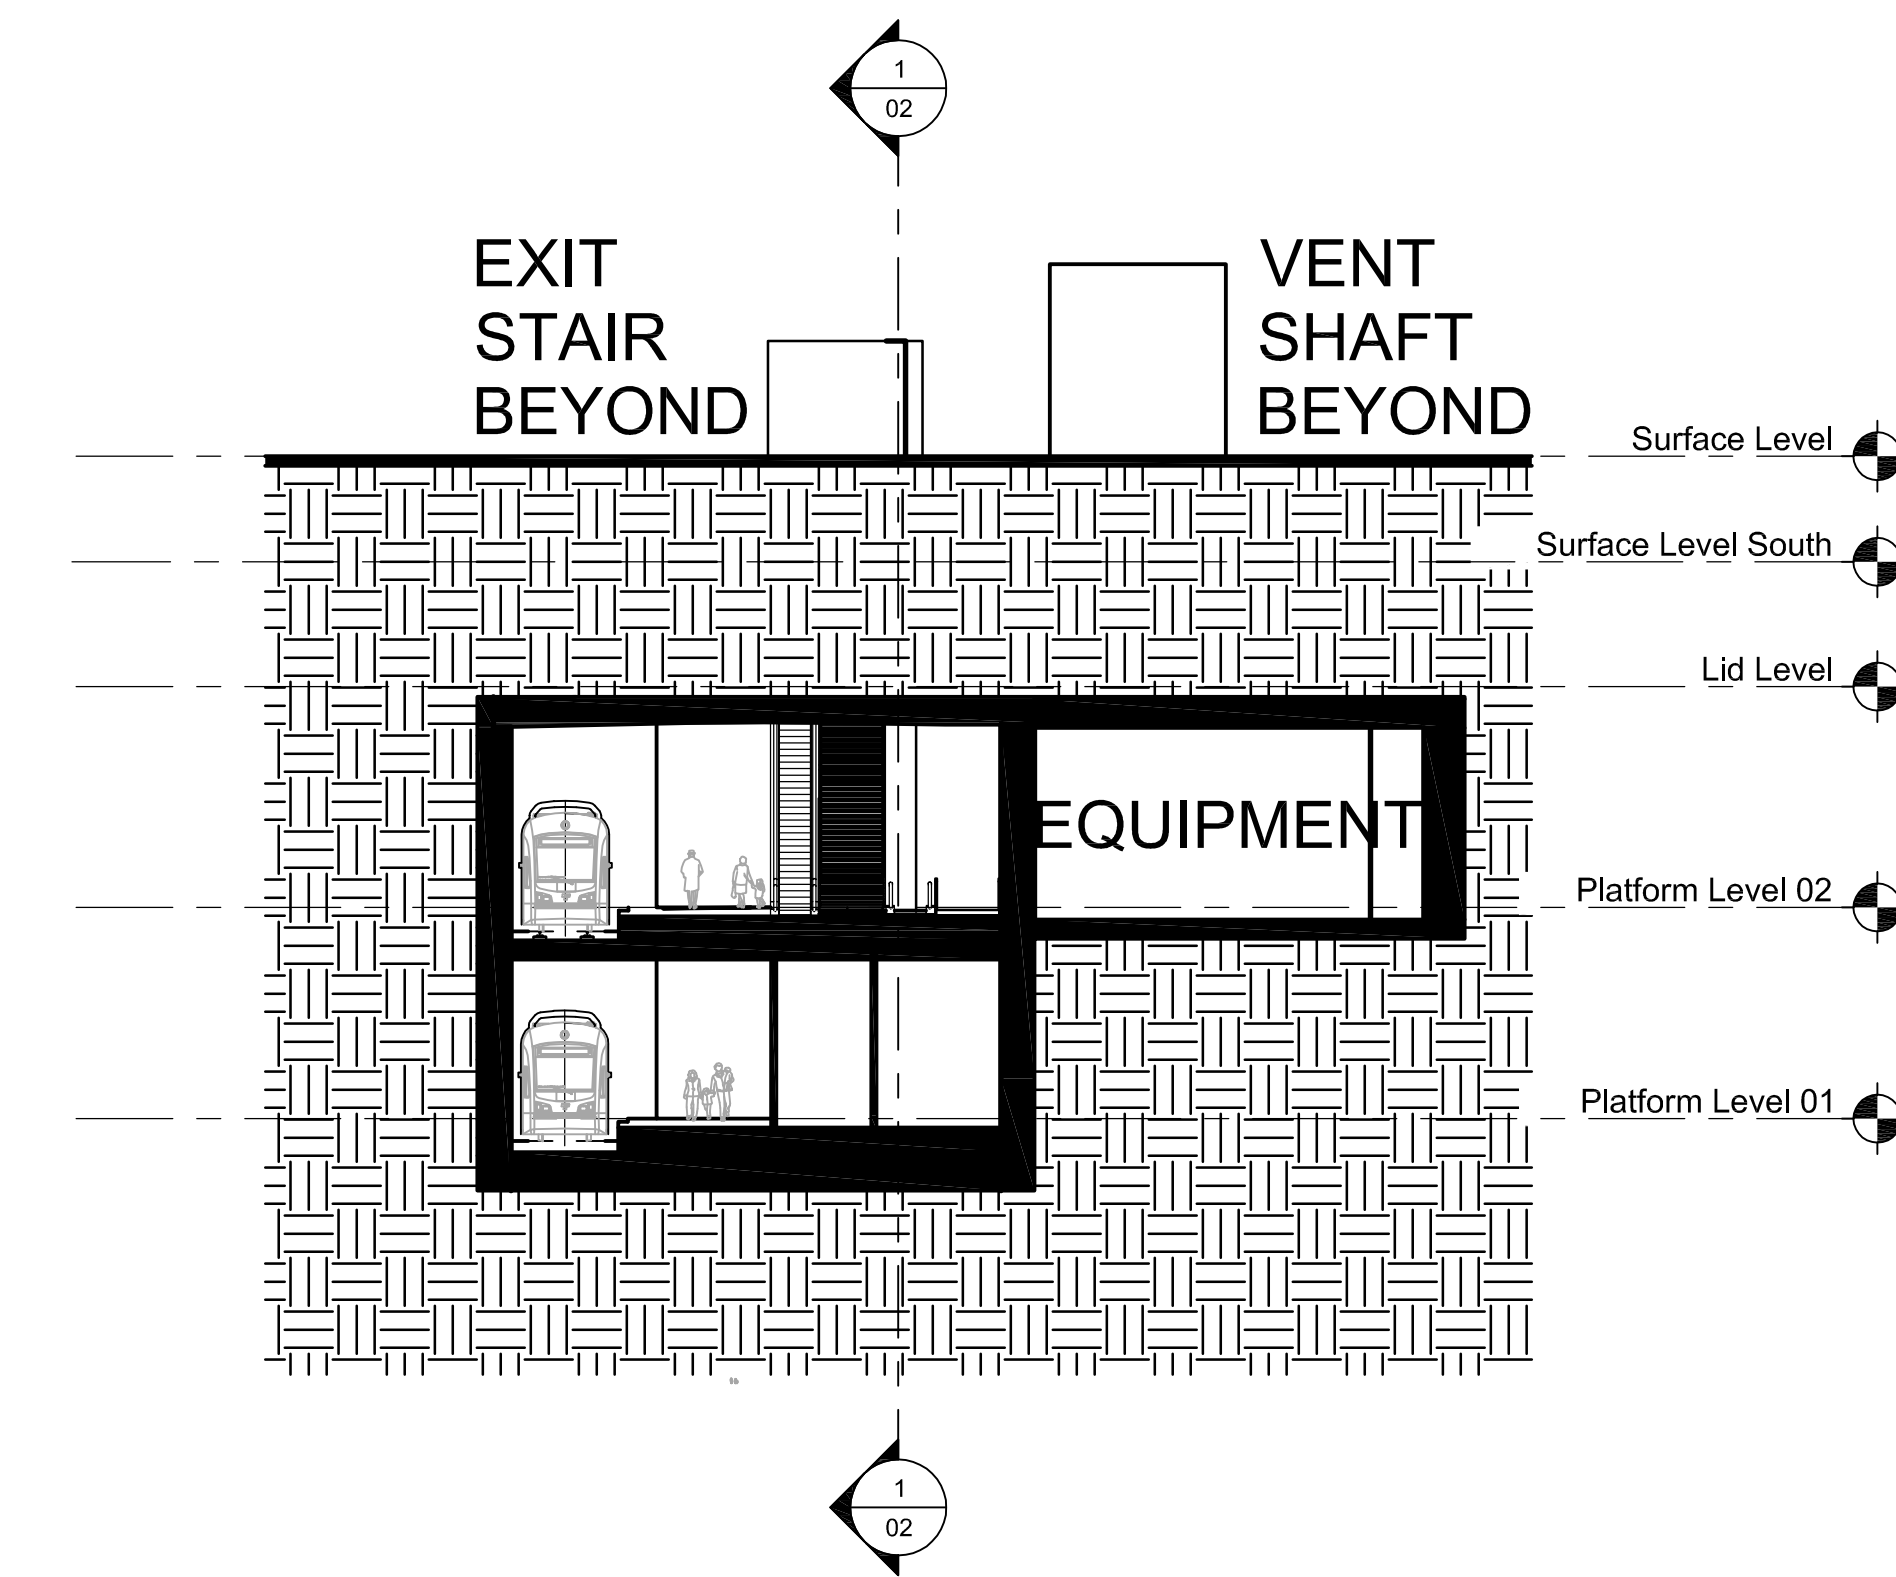 1
02
EXIT
STAIR
BEYOND
VENT
SHAFT
BEYOND
Surface Level
Surface Level South
Lid Level
EQUIPMENT
Platform Level 02
Platform Level 01
1
02